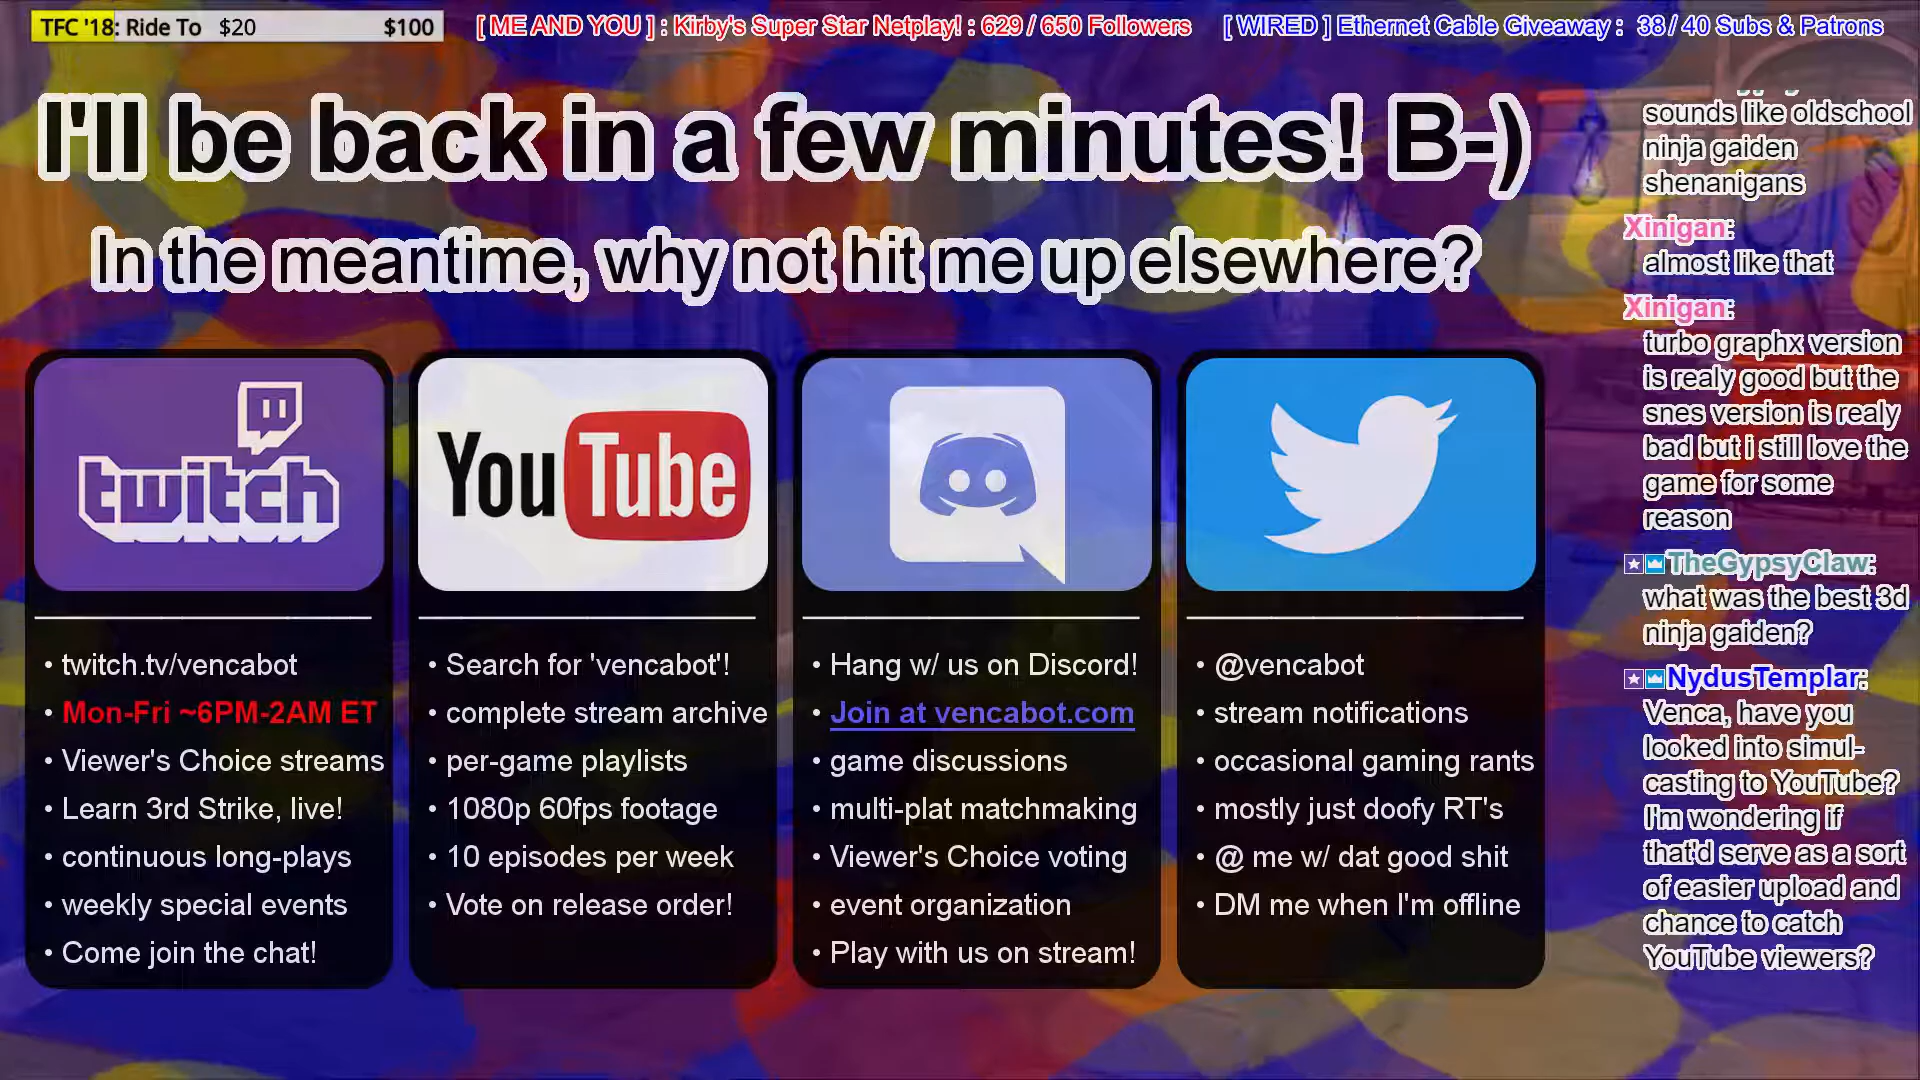 TFC '18: Ride To $20 $100
[ ME AND YOU ] : Kirby's Super Star Netplay! : 629 / 650 Followers
[ WIRED ] Ethernet Cable Giveaway : 38 / 40 Subs & Patrons
I'll be back in a few minutes! B-)
In the meantime, why not hit me up elsewhere?
twitch
• twitch.tv/vencabot
• Mon-Fri ~6PM-2AM ET
• Viewer's Choice streams
• Learn 3rd Strike, live!
• continuous long-plays
• weekly special events
• Come join the chat!
YouTube
• Search for 'vencabot'!
• complete stream archive
• per-game playlists
• 1080p 60fps footage
• 10 episodes per week
• Vote on release order!
• Hang w/ us on Discord!
• Join at vencabot.com
• game discussions
• multi-plat matchmaking
• Viewer's Choice voting
• event organization
• Play with us on stream!
• @vencabot
• stream notifications
• occasional gaming rants
• mostly just doofy RT's
• @ me w/ dat good shit
• DM me when I'm offline
sounds like oldschool
ninja gaiden
shenanigans
Xinigan:
almost like that
Xinigan:
turbo graphx version
is realy good but the
snes version is realy
bad but i still love the
game for some
reason
TheGypsyClaw:
what was the best 3d
ninja gaiden?
NydusTemplar:
Venca, have you
looked into simul-
casting to YouTube?
I'm wondering if
that'd serve as a sort
of easier upload and
chance to catch
YouTube viewers?